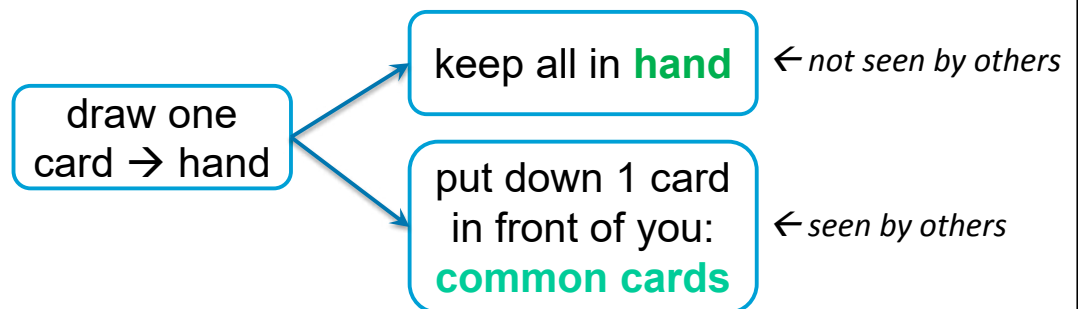 draw one
card → hand
keep all in hand
← not seen by others
put down 1 card
in front of you:
common cards
← seen by others